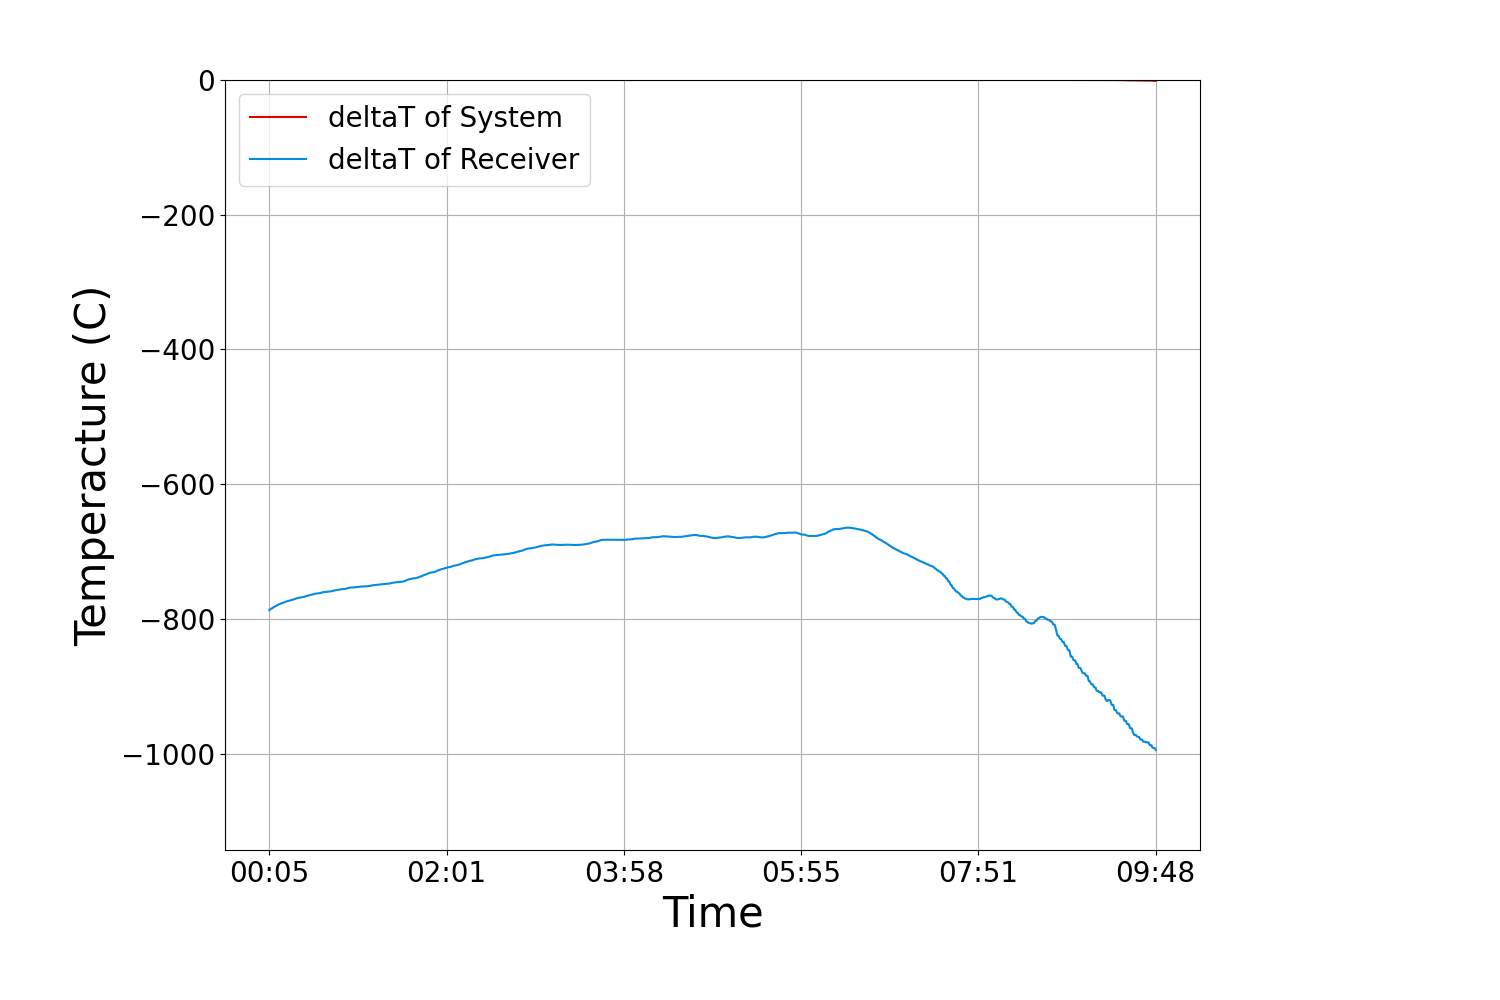 0
deltaT of System
deltaT of Receiver
−200
−400
−600
−800
−1000
Temperacture (C)
00:05 02:01 03:58 05:55 07:51 09:48
Time